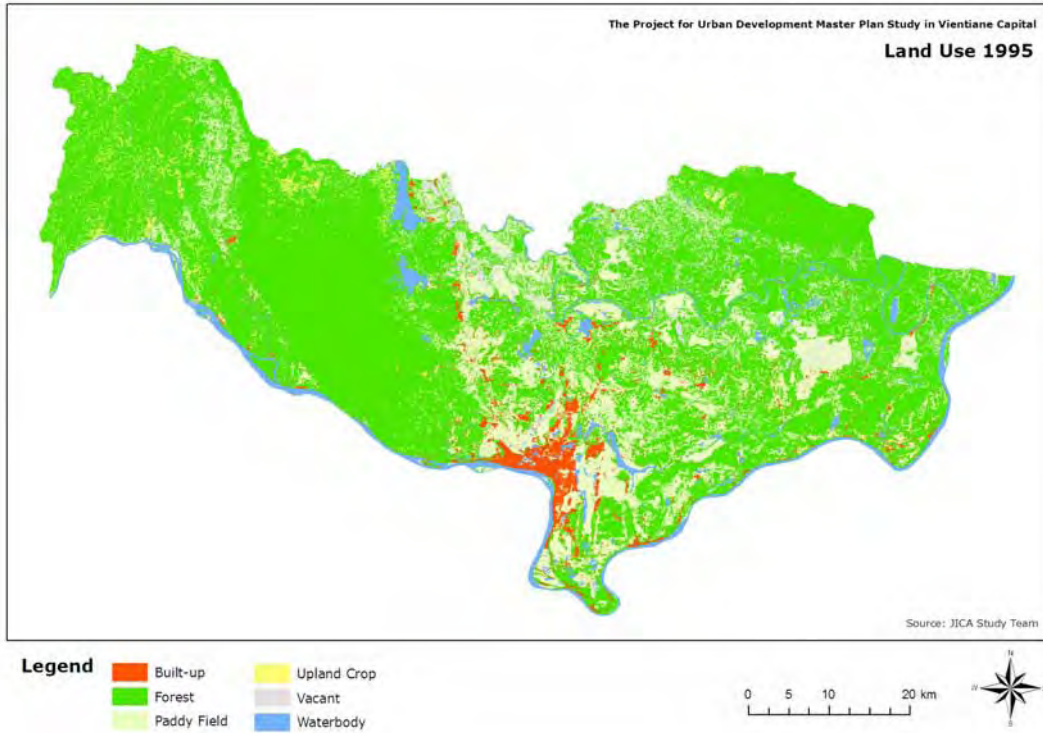 The Project for Urban Development Master Plan Study in Vientiane Capital
Land Use 1995
Source: JICA Study Team
Legend
Built-up
Forest
Paddy Field
Upland Crop
Vacant
Waterbody
0 5 10 20 km
N
W
E
S